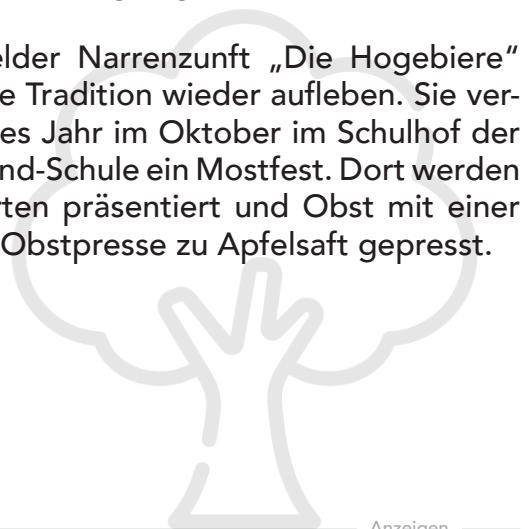 elder Narrenzunft „Die Hogebiere“
e Tradition wieder aufleben. Sie ver-
es Jahr im Oktober im Schulhof der
nd-Schule ein Mostfest. Dort werden
rten präsentiert und Obst mit einer
Obstpresse zu Apfelsaft gepresst.
Anzeigen